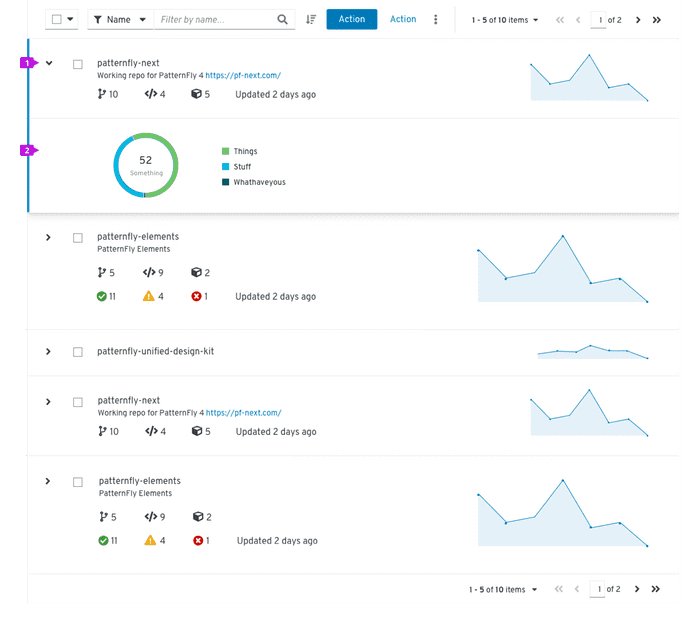 Name Filter by name... Action Action 1 - 5 of 10 items 1 of 2
1
patternfly-next
Working repo for PatternFly 4 https://pf-next.com/
10 4 5 Updated 2 days ago
2
52
Something
Things
Stuff
Whathaveyous
patternfly-elements
PatternFly Elements
5 9 2
11 4 1 Updated 2 days ago
patternfly-unified-design-kit
patternfly-next
Working repo for PatternFly 4 https://pf-next.com/
10 4 5 Updated 2 days ago
patternfly-elements
PatternFly Elements
5 9 2
11 4 1 Updated 2 days ago
1 - 5 of 10 items 1 of 2